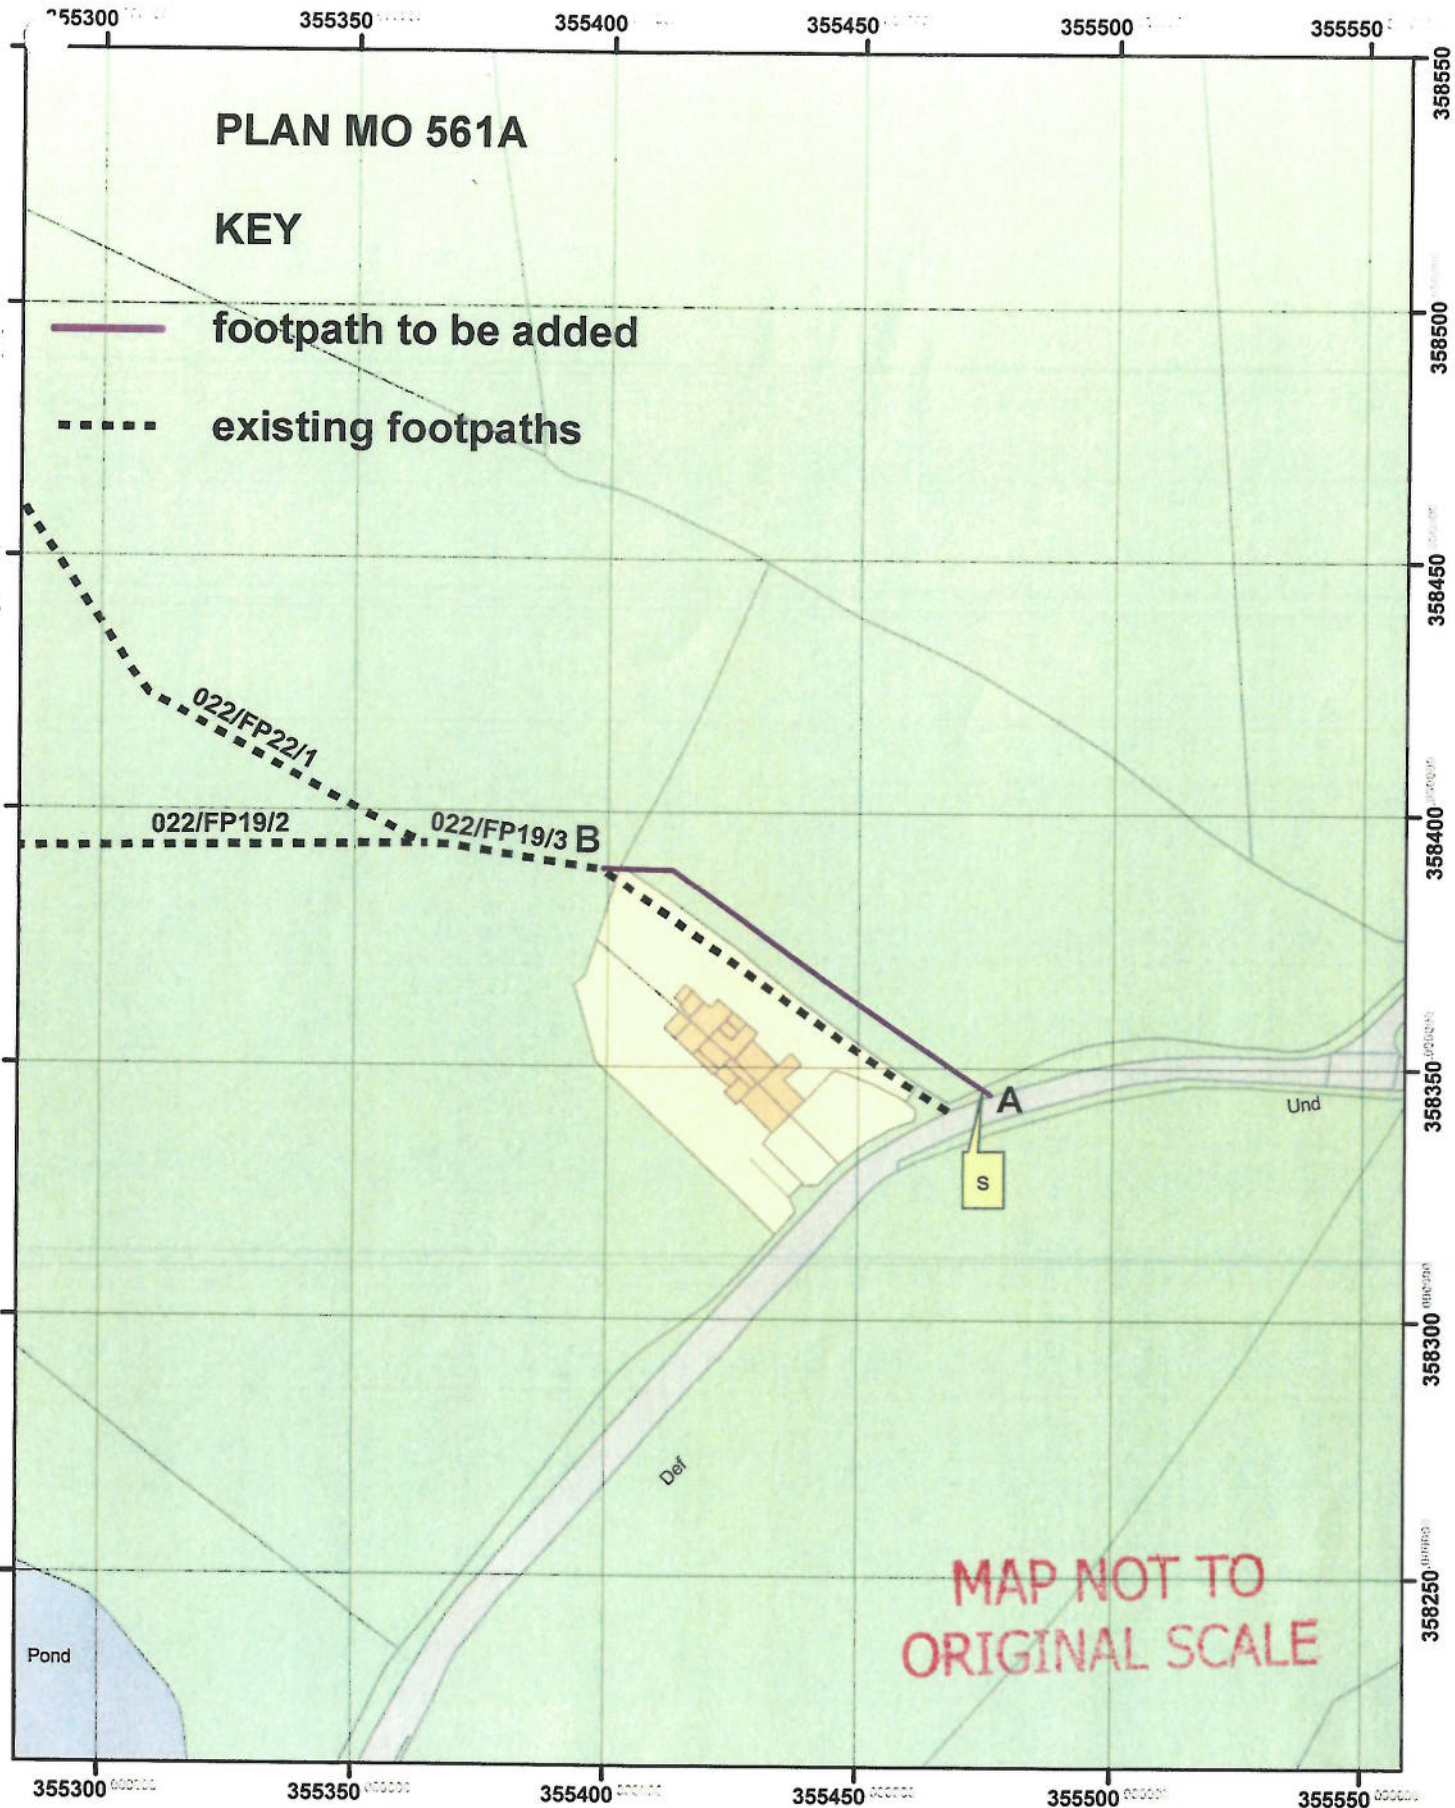 355300 355350 355400 355450 355500 355550
358550
PLAN MO 561A
KEY
footpath to be added
existing footpaths
358500
358450
022/FP22/1
022/FP19/2
022/FP19/3 B
358400
A
358350
Und
s
358300
Def
MAP NOT TO
ORIGINAL SCALE
358250
Pond
355300 355350 355400 355450 355500 355550